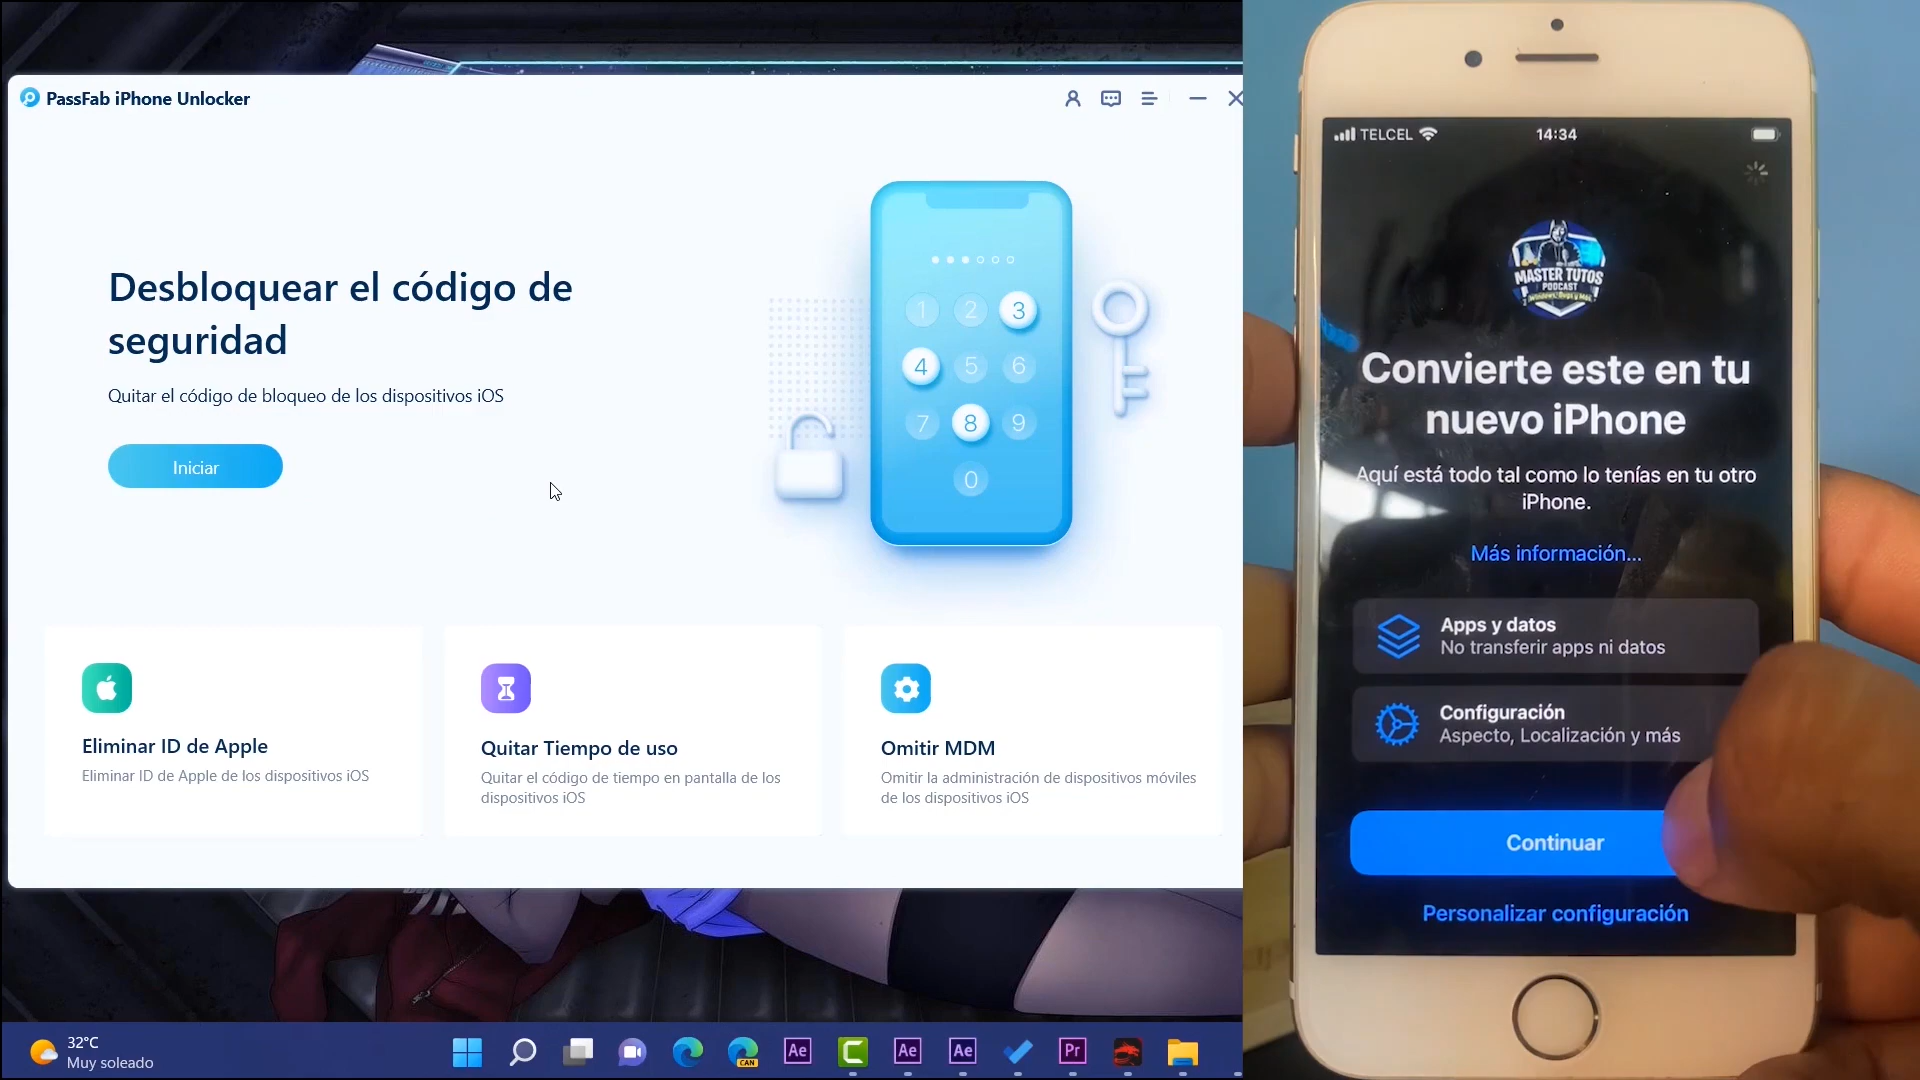 PassFab iPhone Unlocker
Desbloquear el código de
seguridad
Quitar el código de bloqueo de los dispositivos iOS
Iniciar
1 2 3
4 5 6
7 8 9
0
Eliminar ID de Apple
Eliminar ID de Apple de los dispositivos iOS
Quitar Tiempo de uso
Quitar el código de tiempo en pantalla de los
dispositivos iOS
Omitir MDM
Omitir la administración de dispositivos móviles
de los dispositivos iOS
32°C
Muy soleado
CAN
Ae
C
Ae
Ae
Pr
TELCEL
14:34
MASTER TUTOS
PODCAST
Convierte este en tu
nuevo iPhone
Aquí está todo tal como lo tenías en tu otro
iPhone.
Más información...
Apps y datos
No transferir apps ni datos
Configuración
Aspecto, Localización y más
Continuar
Personalizar configuración